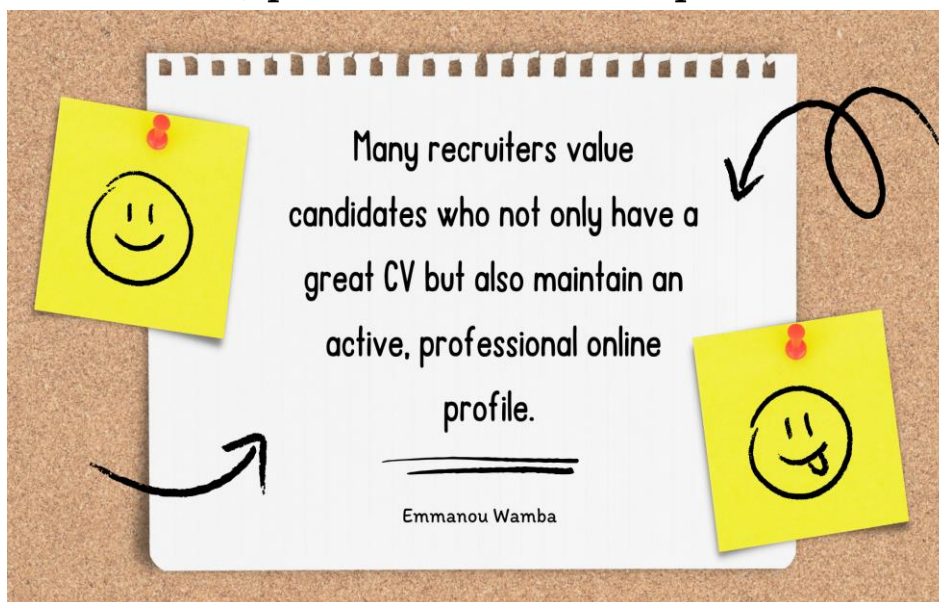 Many recruiters value
candidates who not only have a
great CV but also maintain an
active, professional online
profile.
Emmanou Wamba